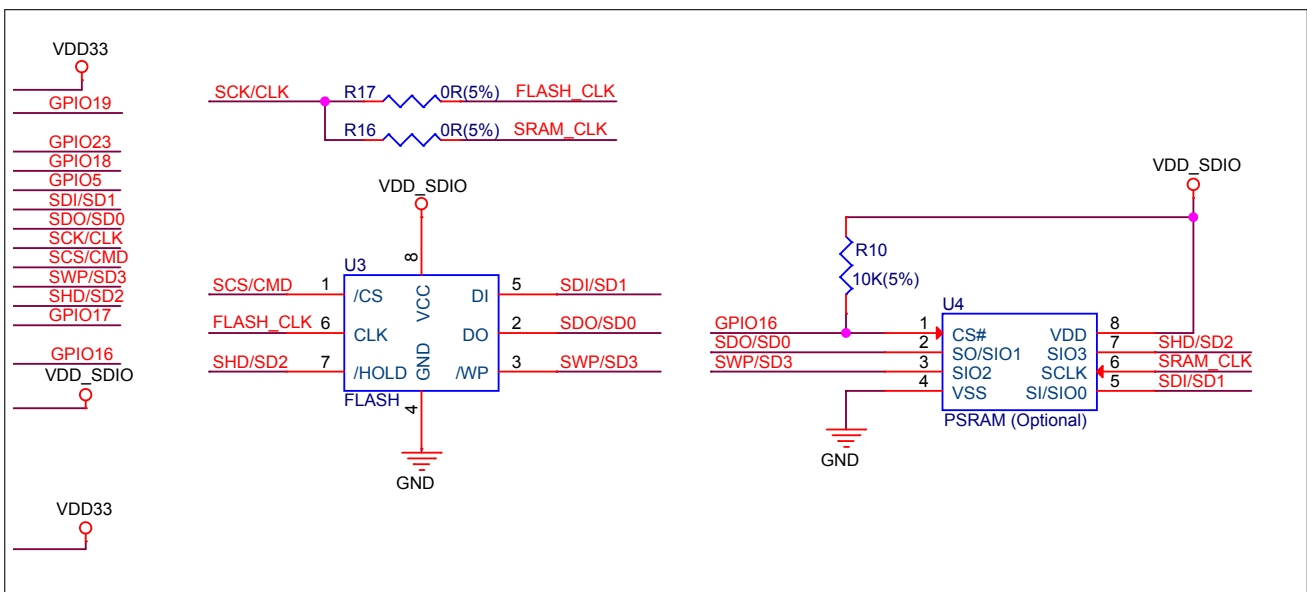 VDD33
GPIO19
GPIO23
GPIO18
GPIO5
SDI/SD1
SDO/SD0
SCK/CLK
SCS/CMD
SWP/SD3
SHD/SD2
GPIO17
GPIO16
VDD_SDIO
VDD33
SCK/CLK R17 0R(5%) FLASH_CLK
R16 0R(5%) SRAM_CLK
VDD_SDIO
8
U3
SCS/CMD 1 /CS VCC DI 5 SDI/SD1
FLASH_CLK 6 CLK DO 2 SDO/SD0
SHD/SD2 7 /HOLD GND /WP 3 SWP/SD3
FLASH
4
GND
VDD_SDIO
R10
10K(5%)
U4
GPIO16 1 CS# VDD 8
SDO/SD0 2 SO/SIO1 SIO3 7 SHD/SD2
SWP/SD3 3 SIO2 SCLK 6 SRAM_CLK
4 VSS SI/SIO0 5 SDI/SD1
PSRAM (Optional)
GND